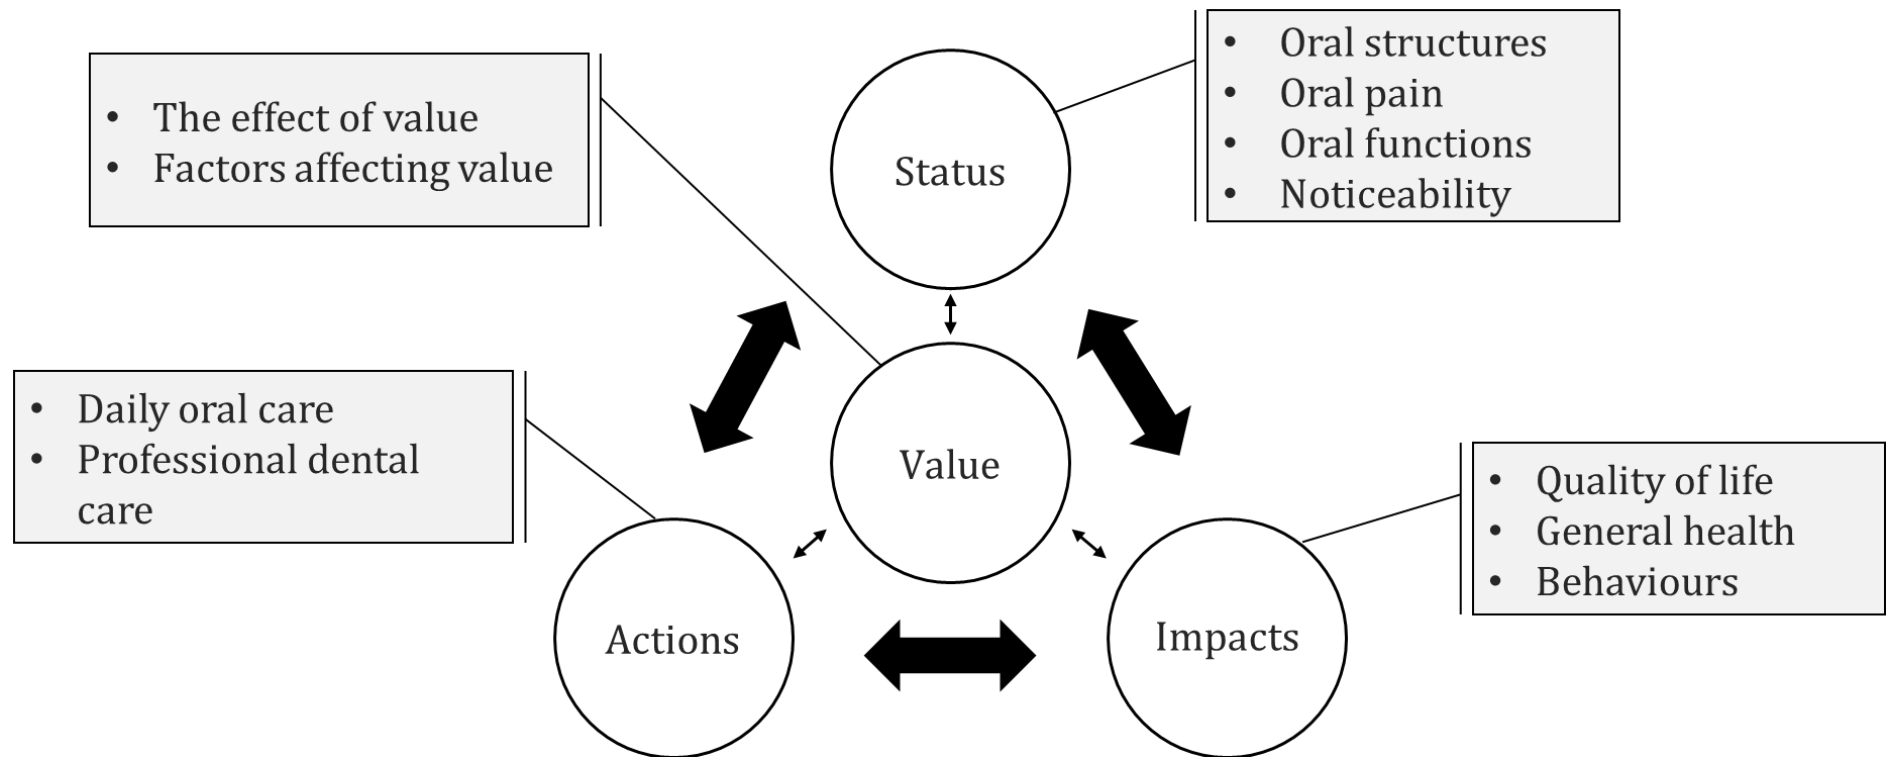 • The effect of value
• Factors affecting value
Status
• Oral structures
• Oral pain
• Oral functions
• Noticeability
• Daily oral care
• Professional dental
care
Value
• Quality of life
• General health
• Behaviours
Actions
Impacts